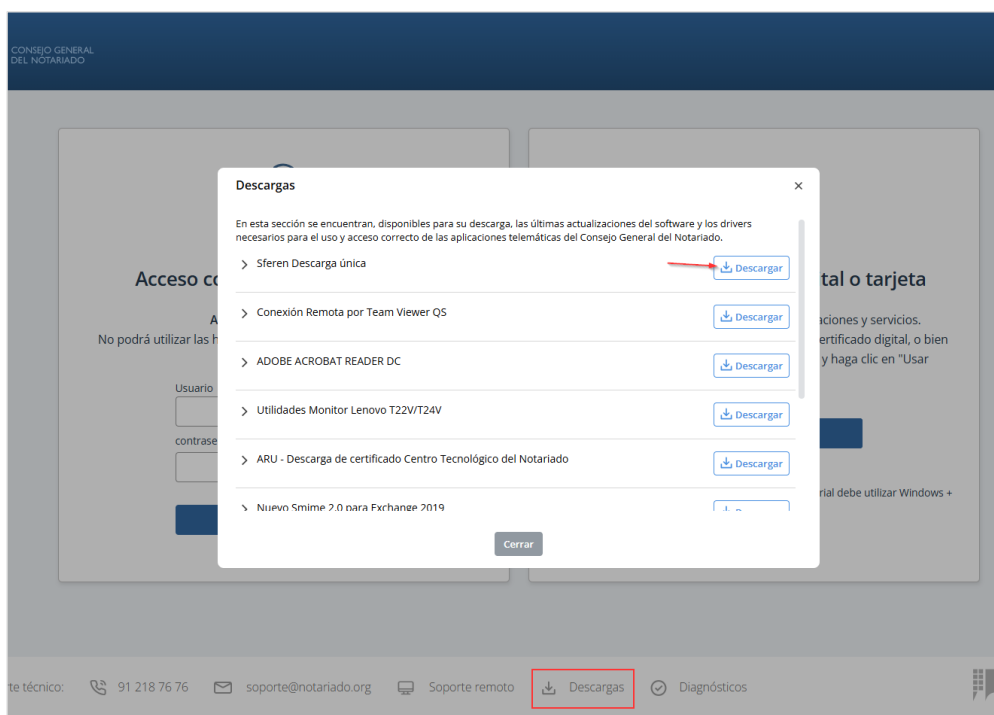 CONSEJO GENERAL
DEL NOTARIADO
Descargas
En esta sección se encuentran, disponibles para su descarga, las últimas actualizaciones del software y los drivers
necesarios para el uso y acceso correcto de las aplicaciones telemáticas del Consejo General del Notariado.
Sferen Descarga única
Descargar
Conexión Remota por Team Viewer QS
Descargar
ADOBE ACROBAT READER DC
Descargar
Utilidades Monitor Lenovo T22V/T24V
Descargar
ARU - Descarga de certificado Centro Tecnológico del Notariado
Descargar
Nuevo Smime 2.0 para Exchange 2019
Cerrar
Acceso
A
No podrá utilizar las h
Usuario
contrase
tal o tarjeta
aciones y servicios.
ertificado digital, o bien
y haga clic en "Usar
rial debe utilizar Windows +
te técnico:
91 218 76 76
soporte@notariado.org
Soporte remoto
Descargas
Diagnósticos